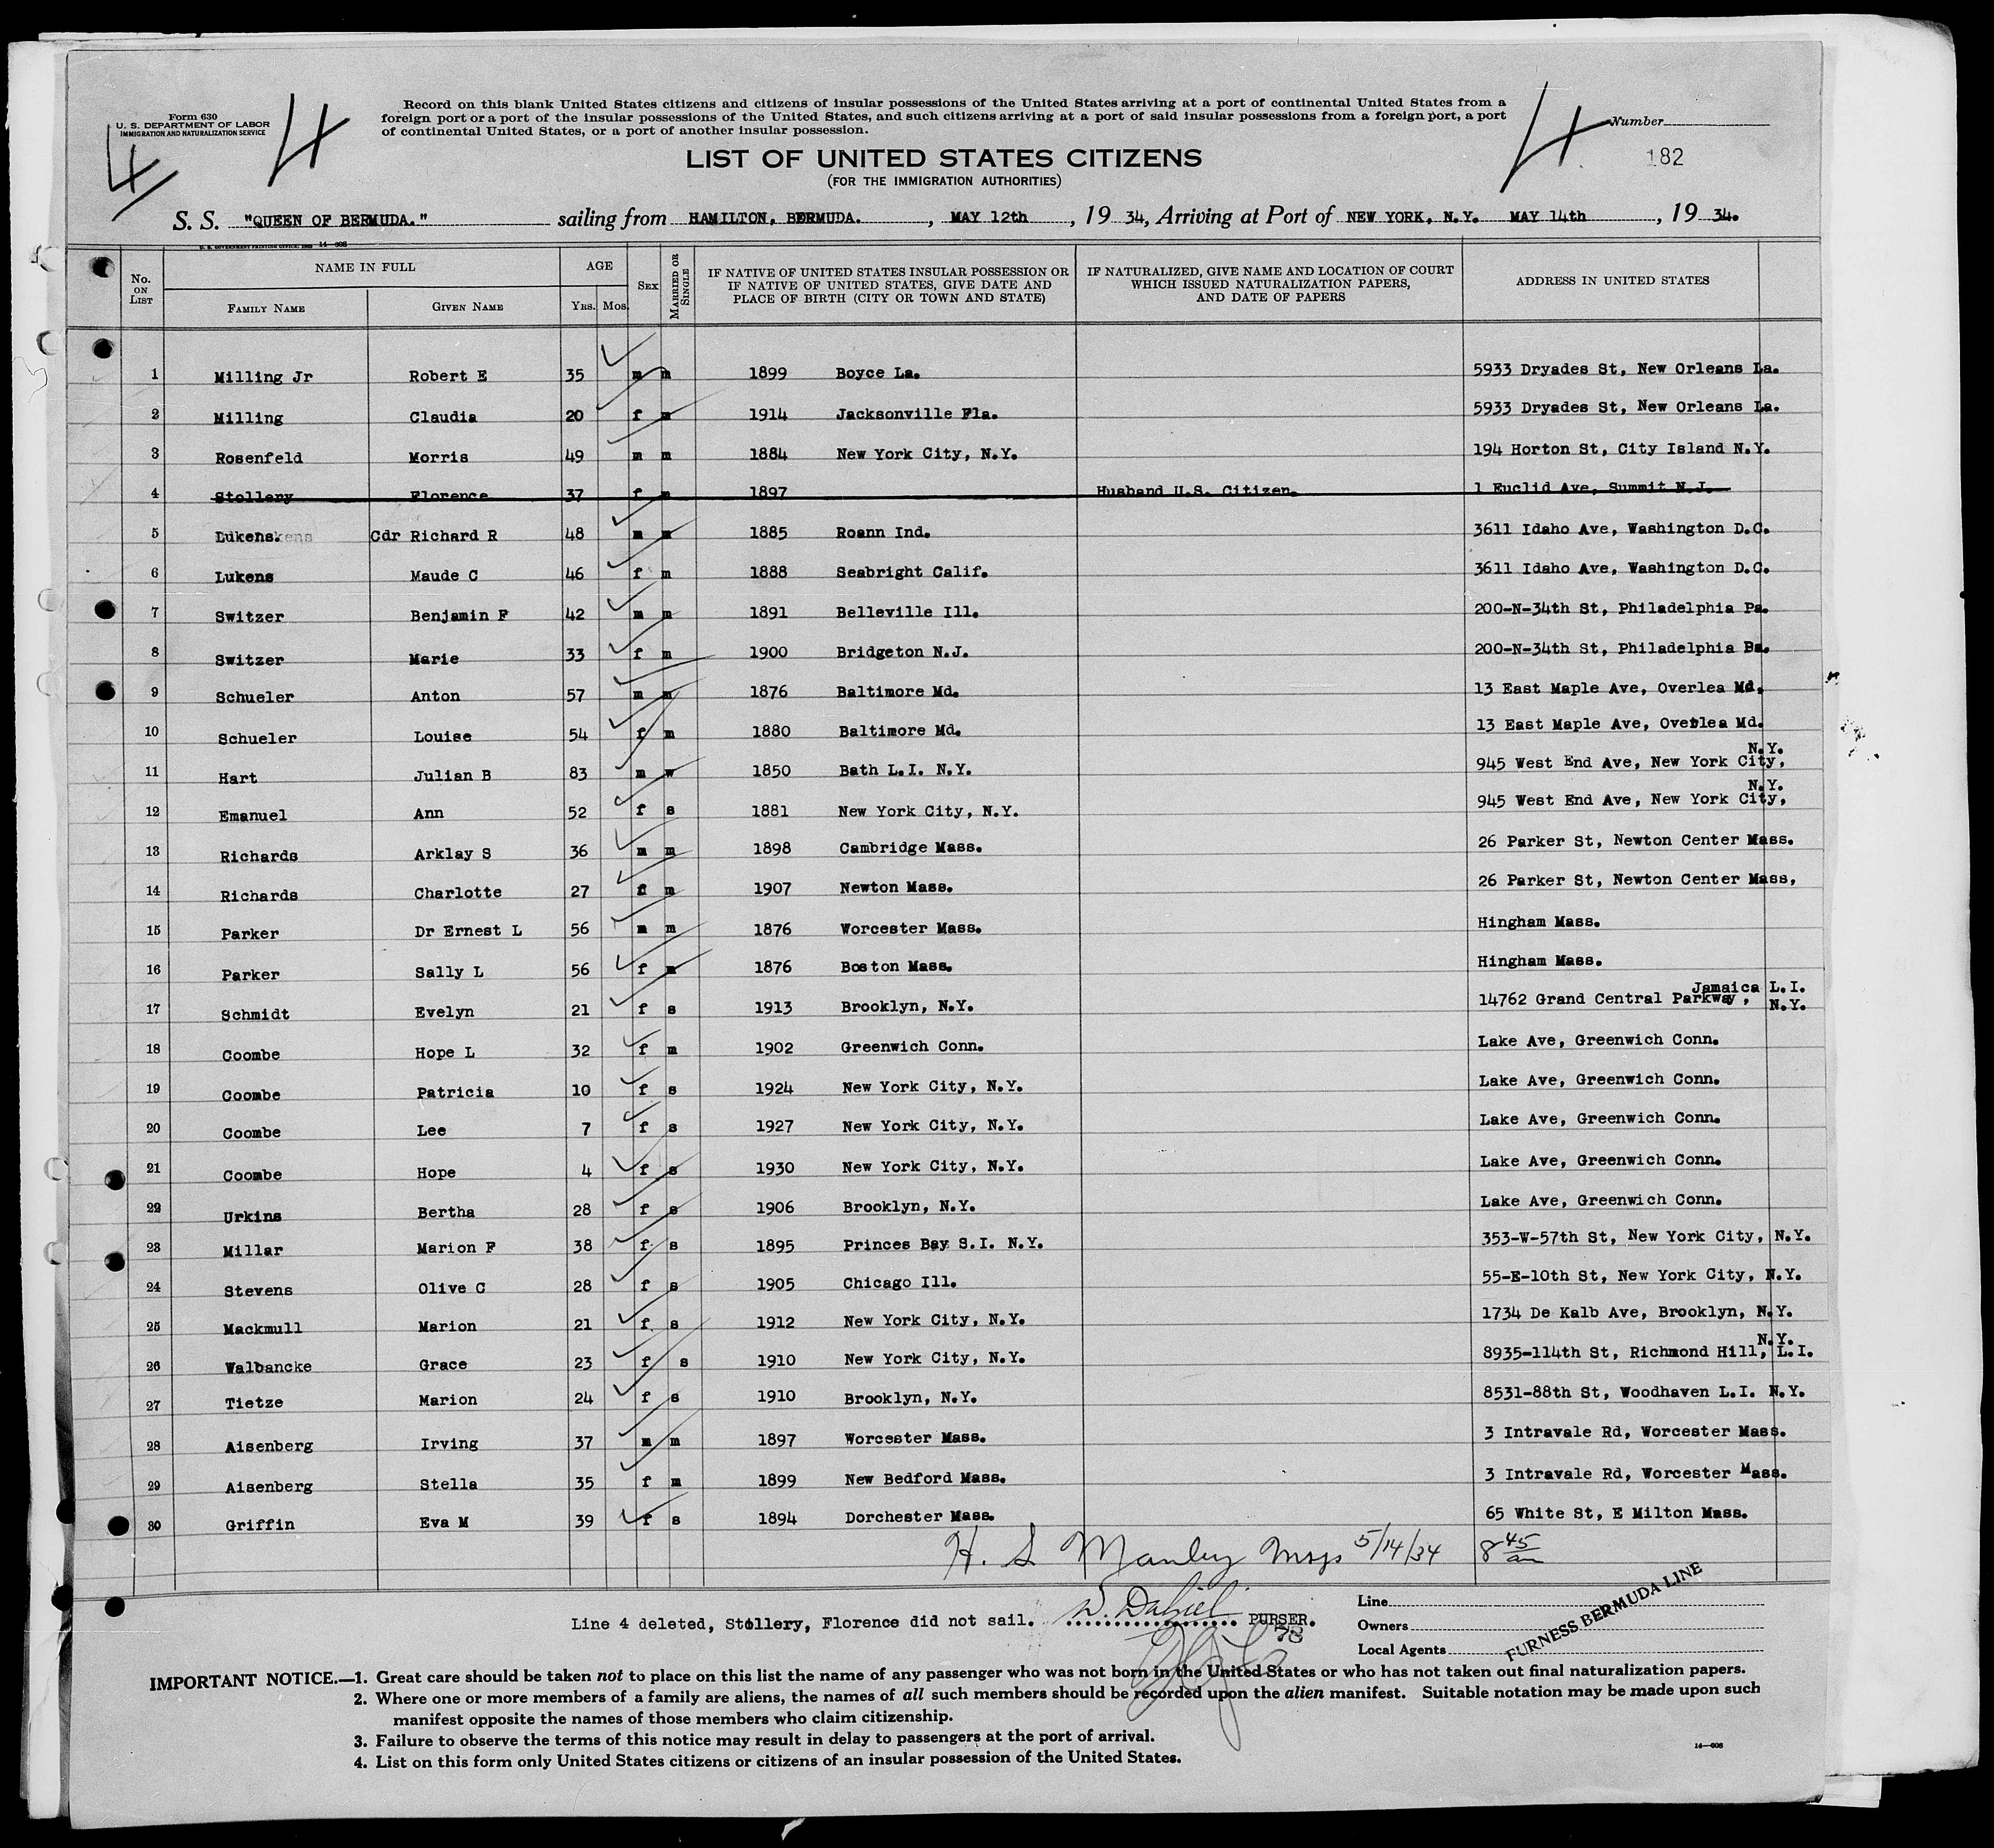 Form 630
U. S. DEPARTMENT OF LABOR
IMMIGRATION AND NATURALIZATION SERVICE
4
4
4
Record on this blank United States citizens and citizens of insular possessions of the United States arriving at a port of continental United States from a
foreign port or a port of the insular possessions of the United States, and such citizens arriving at a port of said insular possessions from a foreign port, a port
of continental United States, or a port of another insular possession.
Number
182
LIST OF UNITED STATES CITIZENS
(FOR THE IMMIGRATION AUTHORITIES)
S. S. "QUEEN OF BERMUDA." sailing from HAMILTON, BERMUDA. , MAY 12th , 19 34, Arriving at Port of NEW YORK, N.Y. MAY 14th , 19 34.
U. S. GOVERNMENT PRINTING OFFICE: 14—608
No. ON LIST NAME IN FULL FAMILY NAME GIVEN NAME AGE YRS. MOS. SEX MARRIED OR SINGLE IF NATIVE OF UNITED STATES INSULAR POSSESSION OR IF NATIVE OF UNITED STATES, GIVE DATE AND PLACE OF BIRTH (CITY OR TOWN AND STATE) IF NATURALIZED, GIVE NAME AND LOCATION OF COURT WHICH ISSUED NATURALIZATION PAPERS, AND DATE OF PAPERS ADDRESS IN UNITED STATES
1 Milling Jr Robert E 35 m m 1899 Boyce La. 5933 Dryades St, New Orleans La.
2 Milling Claudia 20 f m 1914 Jacksonville Fla. 5933 Dryades St, New Orleans La.
3 Rosenfeld Morris 49 m m 1884 New York City, N.Y. 194 Horton St, City Island N.Y.
4 Stollery Florence 37 f m 1897 Husband U.S. Citizen. 1 Euclid Ave, Summit N.J.
5 Lukens. Cdr Richard R 48 m m 1885 Roann Ind. 3611 Idaho Ave, Washington D.C.
6 Lukens Maude C 46 f m 1888 Seabright Calif. 3611 Idaho Ave, Washington D.C.
7 Switzer Benjamin F 42 m m 1891 Belleville Ill. 200-N-34th St, Philadelphia Pa.
8 Switzer Marie 33 f m 1900 Bridgeton N.J. 200-N-34th St, Philadelphia Pa.
9 Schueler Anton 57 m m 1876 Baltimore Md. 13 East Maple Ave, Overlea Md.
10 Schueler Louise 54 f m 1880 Baltimore Md. 13 East Maple Ave, Overlea Md.
11 Hart Julian B 83 m w 1850 Bath L.I. N.Y. 945 West End Ave, New York City, N.Y.
12 Emanuel Ann 52 f s 1881 New York City, N.Y. 945 West End Ave, New York City, N.Y.
13 Richards Arklay S 36 m m 1898 Cambridge Mass. 26 Parker St, Newton Center Mass.
14 Richards Charlotte 27 f m 1907 Newton Mass. 26 Parker St, Newton Center Mass,
15 Parker Dr Ernest L 56 m m 1876 Worcester Mass. Hingham Mass.
16 Parker Sally L 56 f m 1876 Boston Mass. Hingham Mass.
17 Schmidt Evelyn 21 f s 1913 Brooklyn, N.Y. 14762 Grand Central Parkway, Jamaica L.I. N.Y.
18 Coombe Hope L 32 f m 1902 Greenwich Conn. Lake Ave, Greenwich Conn.
19 Coombe Patricia 10 f s 1924 New York City, N.Y. Lake Ave, Greenwich Conn.
20 Coombe Lee 7 f s 1927 New York City, N.Y. Lake Ave, Greenwich Conn.
21 Coombe Hope 4 f s 1930 New York City, N.Y. Lake Ave, Greenwich Conn.
22 Urkins Bertha 28 f s 1906 Brooklyn, N.Y. Lake Ave, Greenwich Conn.
23 Millar Marion F 38 f s 1895 Princes Bay S.I. N.Y. 353-W-57th St, New York City, N.Y.
24 Stevens Olive C 28 f s 1905 Chicago Ill. 55-E-10th St, New York City, N.Y.
25 Mackmull Marion 21 f s 1912 New York City, N.Y. 1734 De Kalb Ave, Brooklyn, N.Y.
26 Walbancke Grace 23 f s 1910 New York City, N.Y. 8935-114th St, Richmond Hill, L.I. N.Y.
27 Tietze Marion 24 f s 1910 Brooklyn, N.Y. 8531-88th St, Woodhaven L.I. N.Y.
28 Aisenberg Irving 37 m m 1897 Worcester Mass. 3 Intravale Rd, Worcester Mass.
29 Aisenberg Stella 35 f m 1899 New Bedford Mass. 3 Intravale Rd, Worcester Mass.
30 Griffin Eva M 39 f s 1894 Dorchester Mass. 65 White St, E Milton Mass.
H. S Manley Insp 5/14/34 8 45 am
Line 4 deleted, Stollery, Florence did not sail. PURSER.
Line
Owners
Local Agents
FURNESS BERMUDA LINE
IMPORTANT NOTICE.—1. Great care should be taken not to place on this list the name of any passenger who was not born in the United States or who has not taken out final naturalization papers.
2. Where one or more members of a family are aliens, the names of all such members should be recorded upon the alien manifest. Suitable notation may be made upon such
manifest opposite the names of those members who claim citizenship.
3. Failure to observe the terms of this notice may result in delay to passengers at the port of arrival.
4. List on this form only United States citizens or citizens of an insular possession of the United States.
14—608